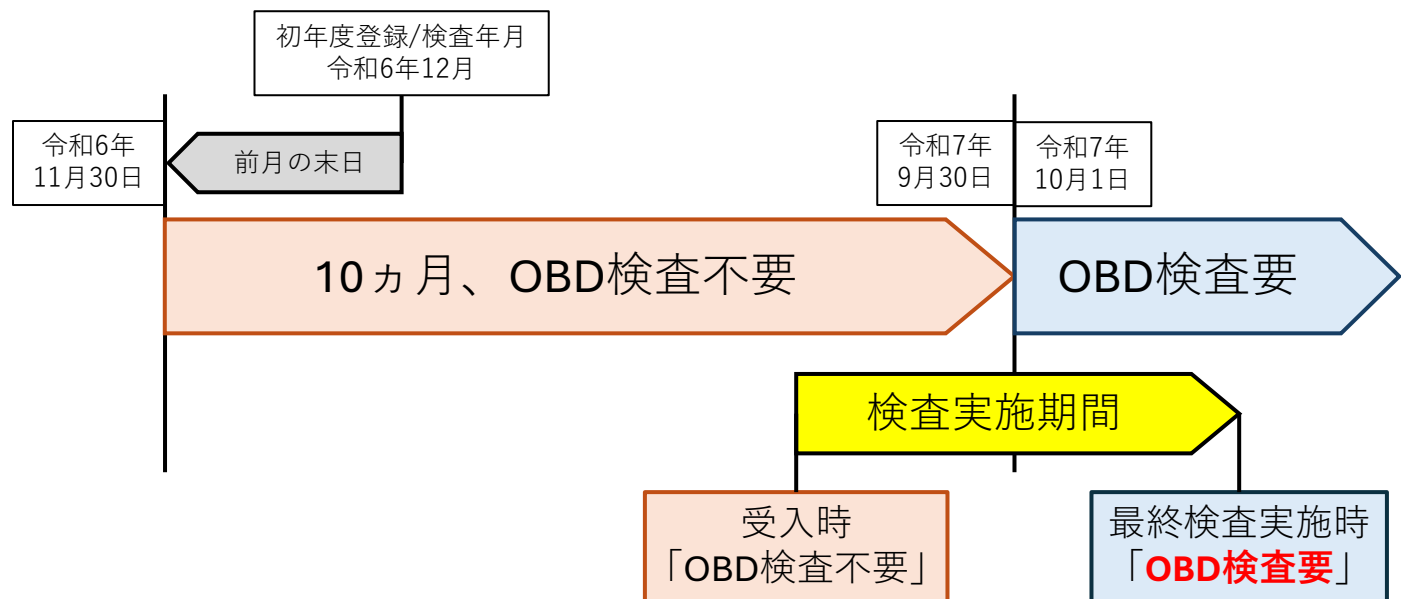 初年度登録/検査年月
令和6年12月
令和6年
11月30日
前月の末日
令和7年
9月30日
令和7年
10月1日
10ヵ月、OBD検査不要
OBD検査要
検査実施期間
受入時
「OBD検査不要」
最終検査実施時
「OBD検査要」